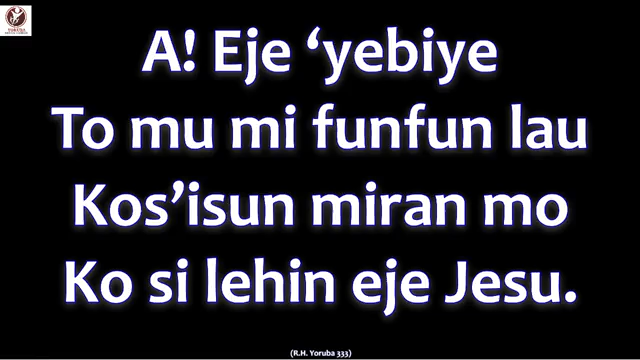 A! Eje ‘yebiye
To mu mi funfun lau
Kos’isun miran mo
Ko si lehin eje Jesu.
(R.H. Yoruba 333)